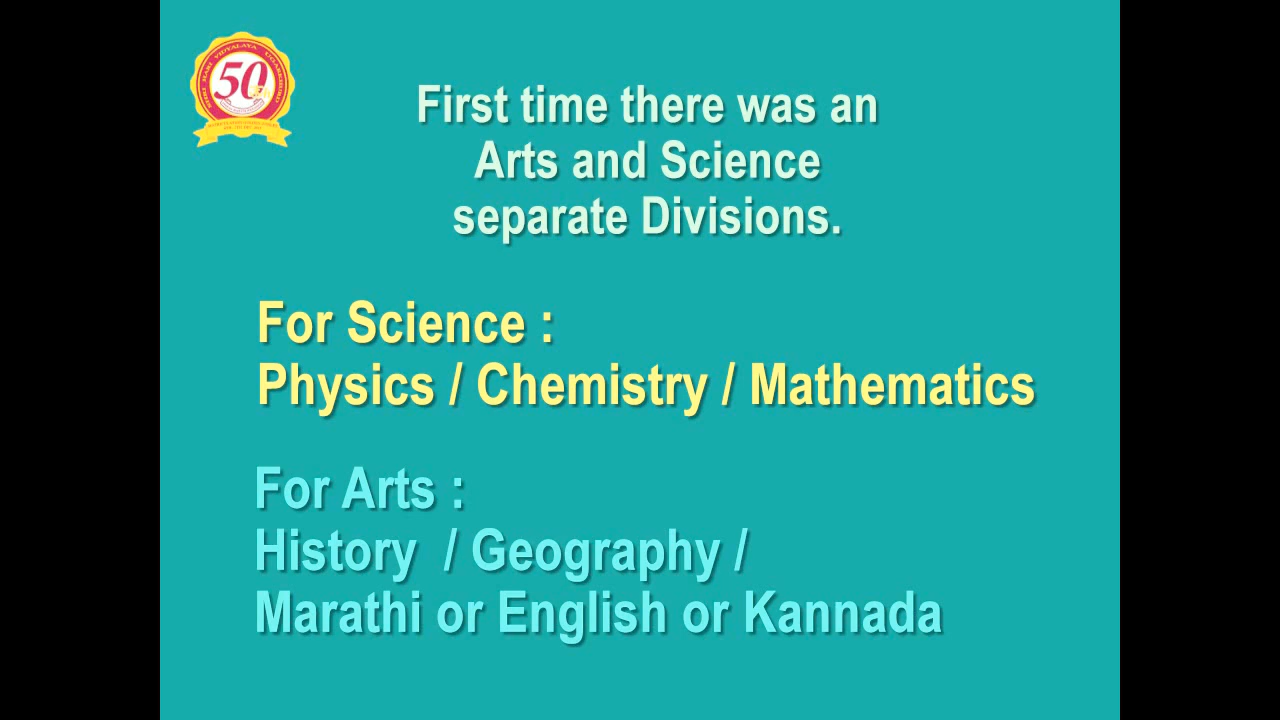 50
First time there was an
Arts and Science
separate Divisions.
For Science :
Physics / Chemistry / Mathematics
For Arts :
History / Geography /
Marathi or English or Kannada